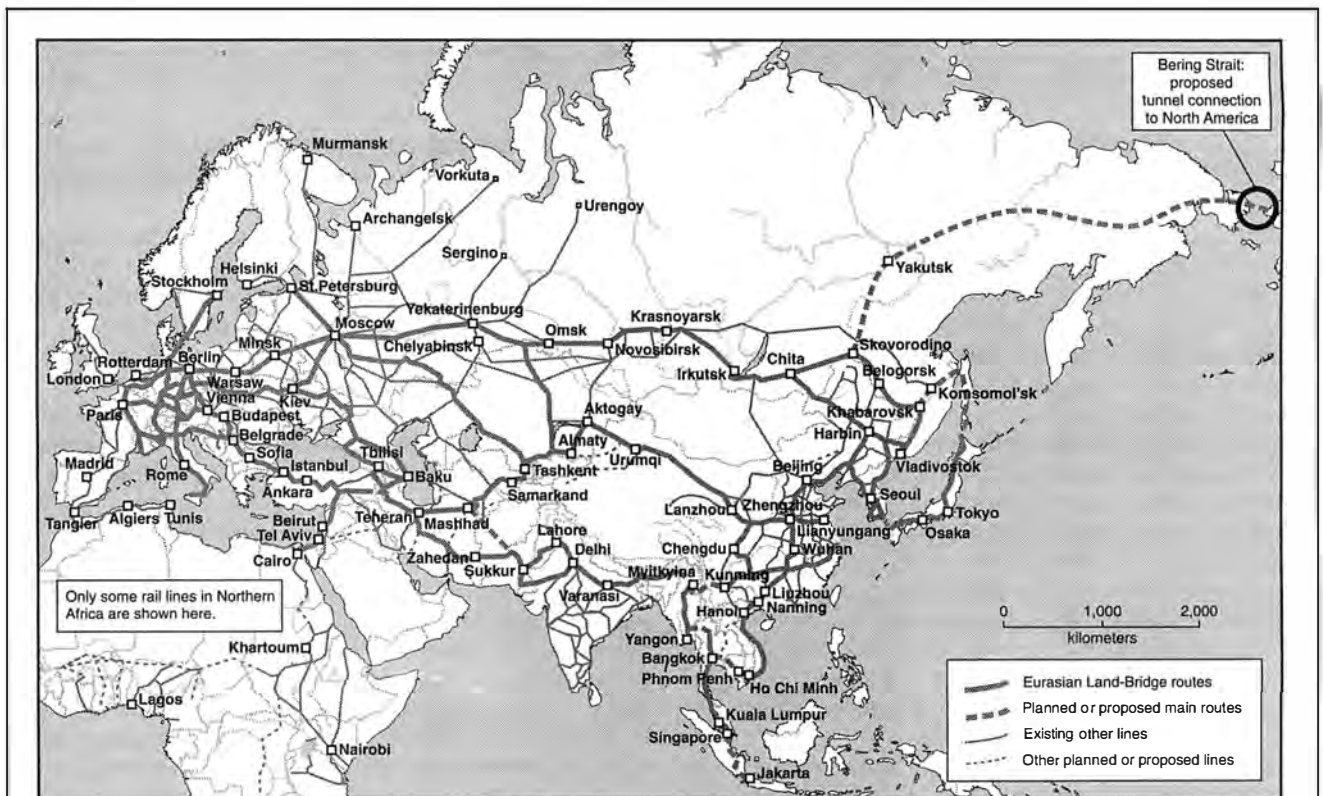 Bering Strait:
proposed
tunnel connection
to North America
Murmansk
Vorkuta
Urengoy
Archangelsk
Sergino
Yakutsk
Helsinki
Stockholm
St.Petersburg
Yekaterinenburg
Krasnoyarsk
Moscow
Omsk
Skovorodino
Minsk
Chelyabinsk
Novosibirsk
Chita
Rotterdam
Berlin
Irkutsk
Belogorsk
London
Warsaw
Komsomol'sk
Vienna
Kiev
Aktogay
Khabarovsk
Paris
Budapest
Harbin
Belgrade
Almaty
Tbilisi
Urumqi
Madrid
Sofia
Beijing
Vladivostok
Rome
Istanbul
Baku
Tashkent
Ankara
Samarkand
Seoul
Zhengzhou
Tangier
Algiers
Tunis
Teheran
Mashhad
Lanzhou
Tokyo
Beirut
Lianyungang
Osaka
Tel Aviv
Lahore
Cairo
Zahedan
Delhi
Chengdu
Wuhan
Sukkur
Myitkyina
Kunming
Varanasi
Liuzhou
Only some rail lines in Northern
Africa are shown here.
Hanoi
Nanning
0 1,000 2,000
kilometers
Khartoum
Yangon
Bangkok
Phnom Penh
Ho Chi Minh
Eurasian Land-Bridge routes
Lagos
Planned or proposed main routes
Kuala Lumpur
Singapore
Existing other lines
Nairobi
Other planned or proposed lines
Jakarta